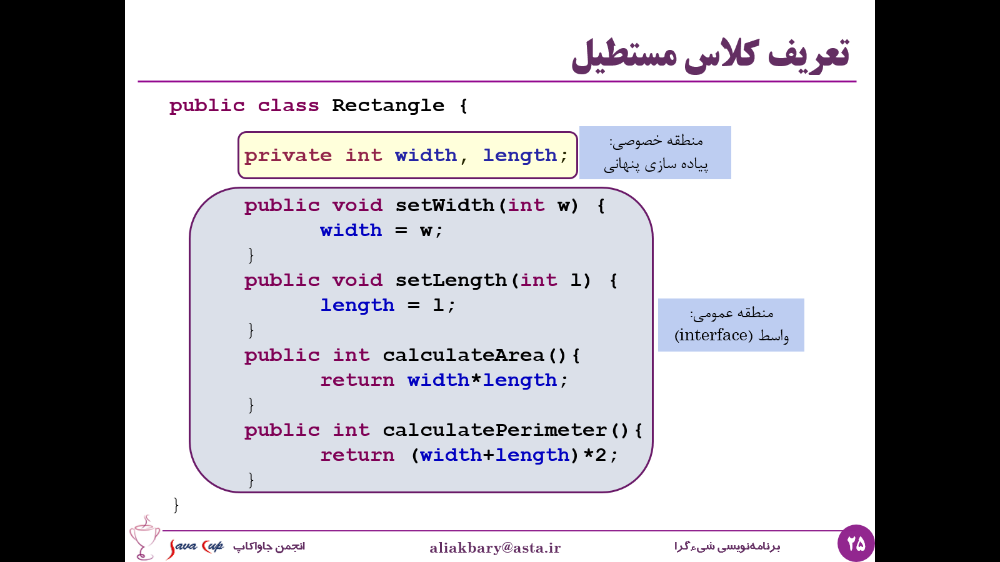 تعریف کلاس مستطیل
public class Rectangle {
private int width, length;
منطقه خصوصی:
پیاده سازی پنهانی
public void setWidth(int w) {
width = w;
}
public void setLength(int l) {
length = l;
}
منطقه عمومی:
واسط (interface)
public int calculateArea(){
return width*length;
}
public int calculatePerimeter(){
return (width+length)*2;
}
}
Java Cup
انجمن جاواکاپ
aliakbary@asta.ir
برنامه‌نویسی شیءگرا
۲۵